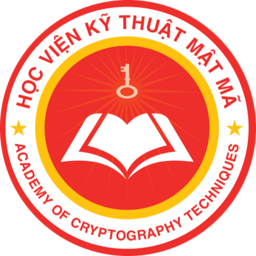 HỌC VIỆN KỸ THUẬT MẬT MÃ
ACADEMY OF CRYPTOGRAPHY TECHNIQUES